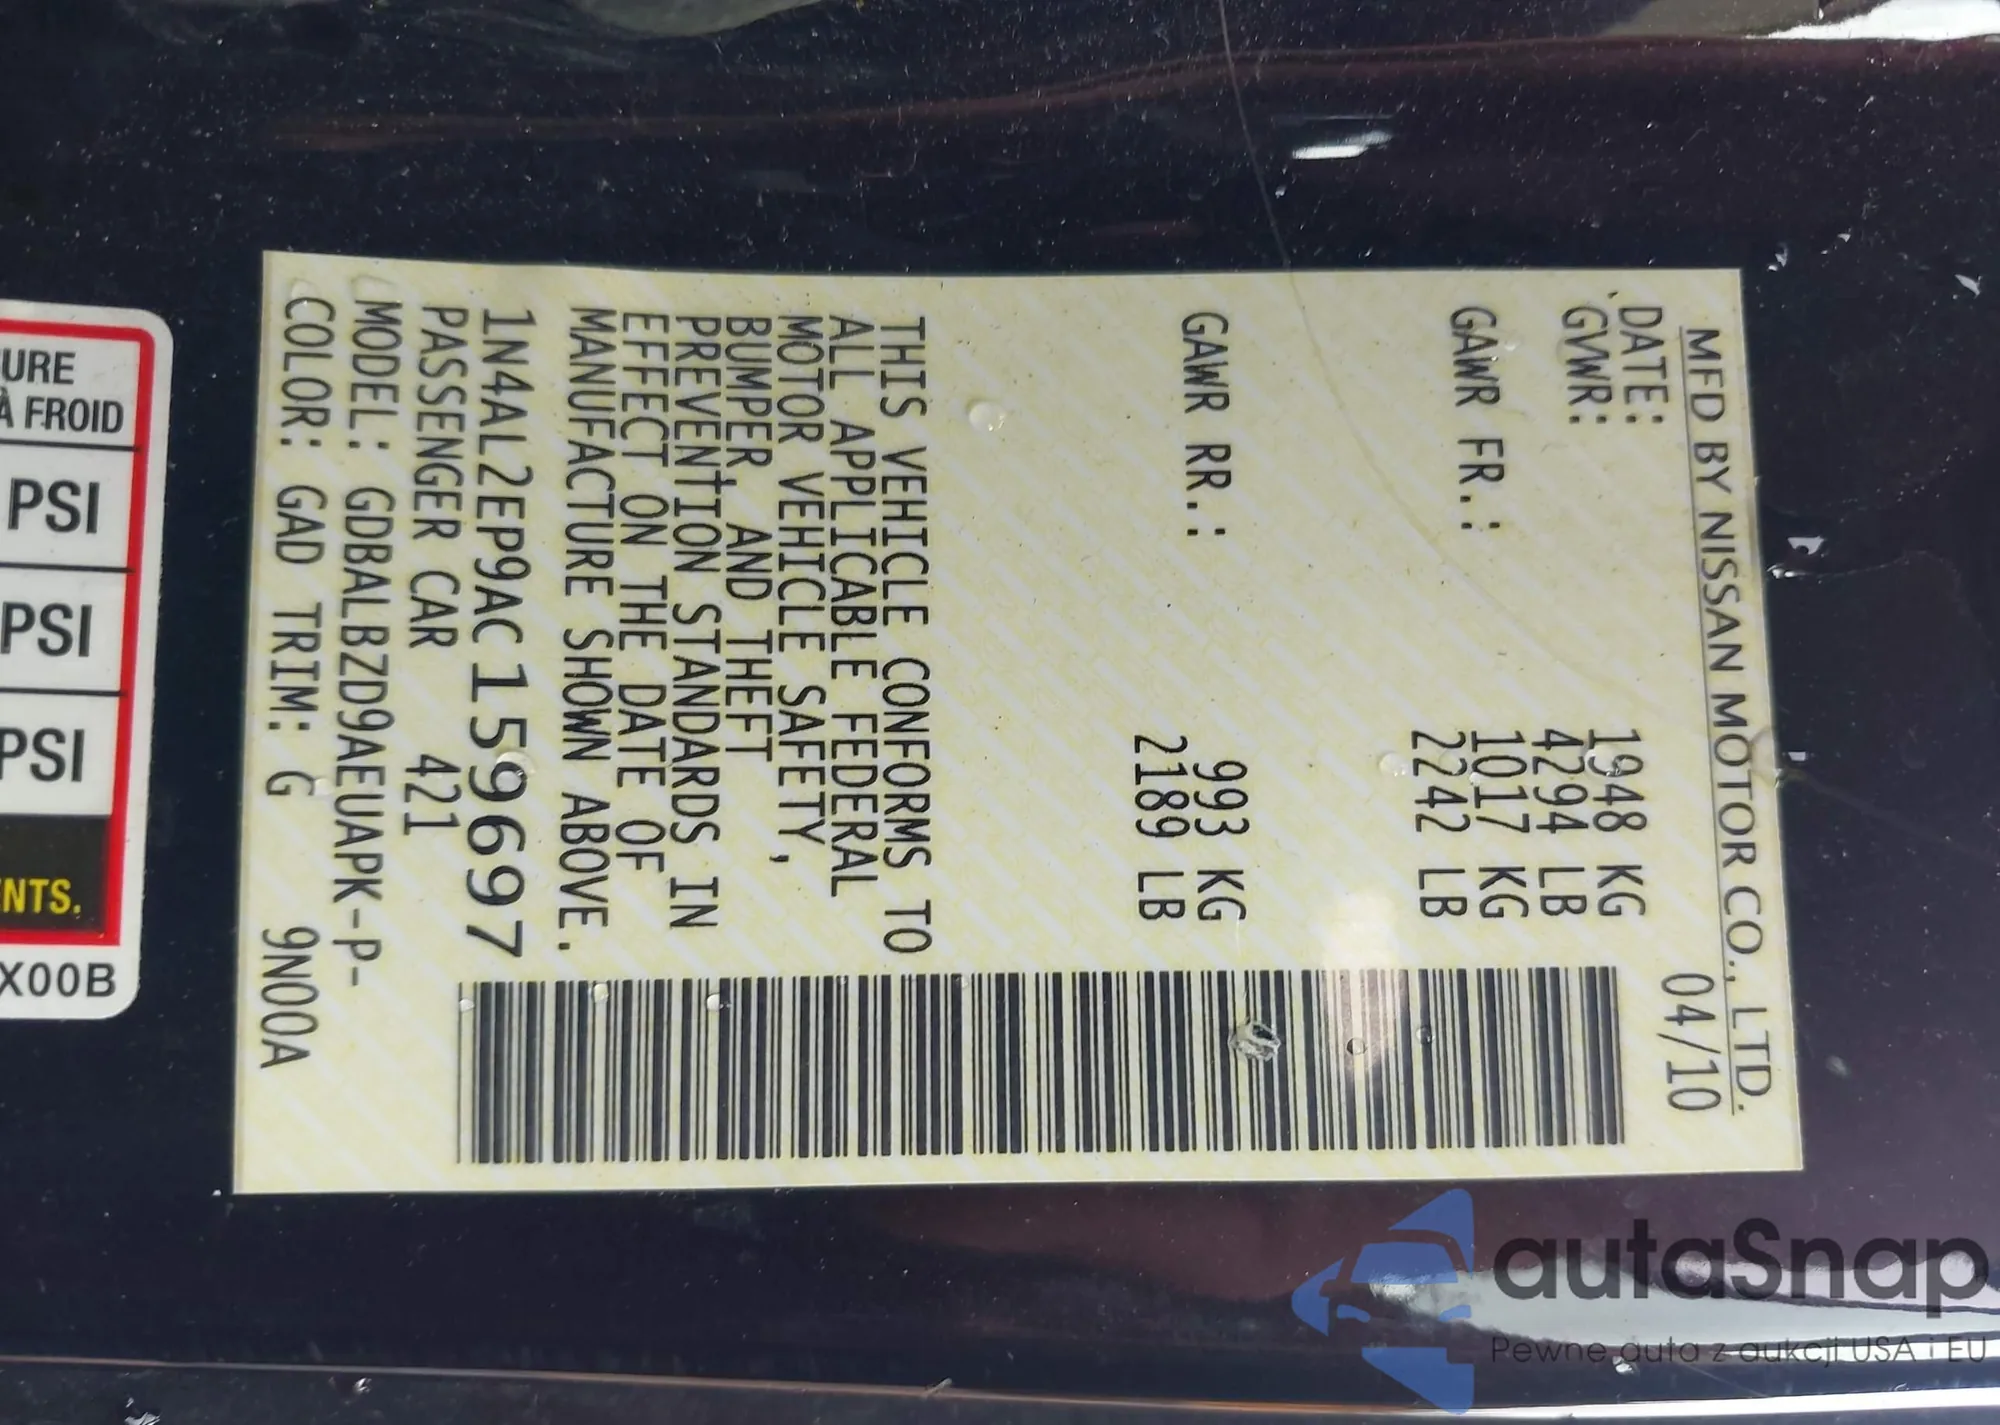 MFD BY NISSAN MOTOR CO., LTD.
DATE: 04/10
GVWR: 1948 KG
4294 LB
GAWR FR.: 1017 KG
2242 LB
GAWR RR.: 993 KG
2189 LB
THIS VEHICLE CONFORMS TO
ALL APPLICABLE FEDERAL
MOTOR VEHICLE SAFETY,
BUMPER, AND THEFT
PREVENTION STANDARDS IN
EFFECT ON THE DATE OF
MANUFACTURE SHOWN ABOVE.
1N4AL2EP9AC159697
PASSENGER CAR 421
MODEL: GDBALBZD9AEUAPK-P-
COLOR: GAD TRIM: G 9N00A
URE
À FROID
PSI
PSI
PSI
ENTS.
X00B
autaSnap
Pewne auta z aukcji USA i EU